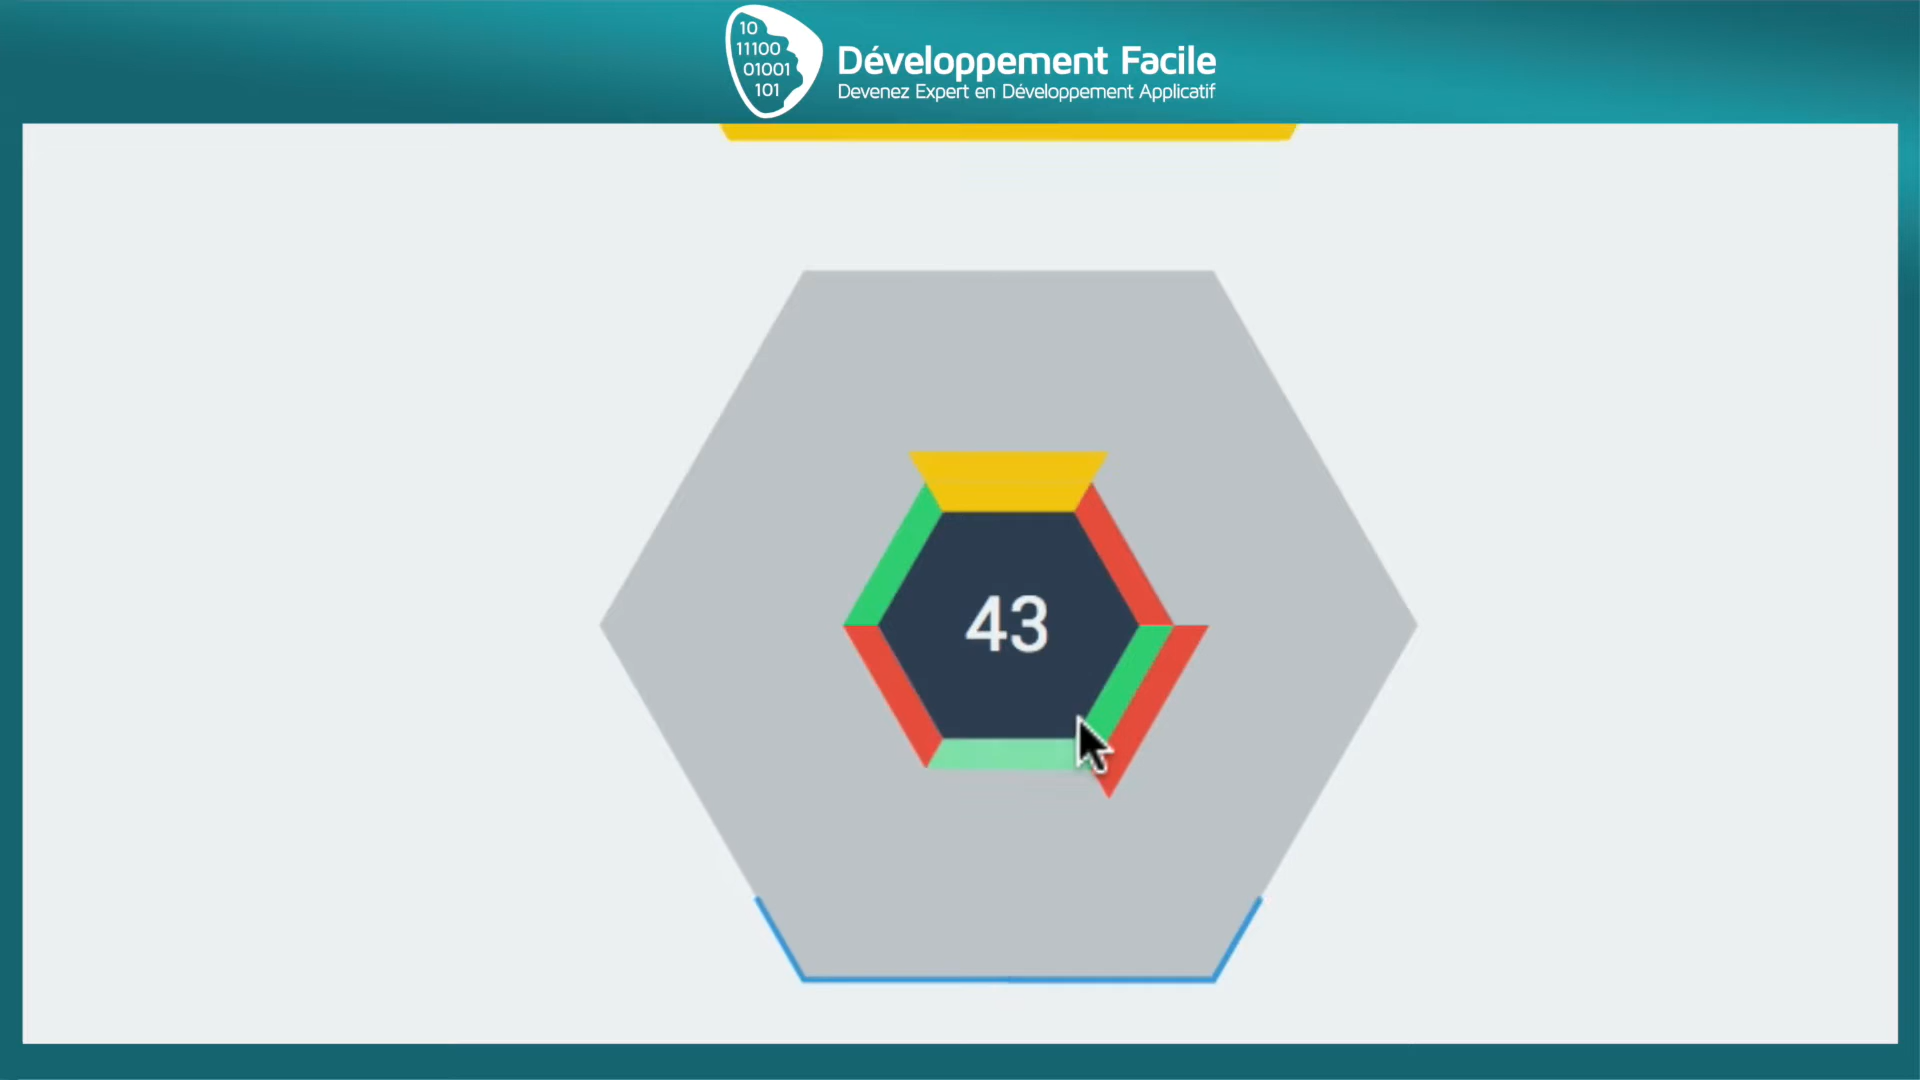 10
11100
01001
101
Développement Facile
Devenez Expert en Développement Applicatif
43